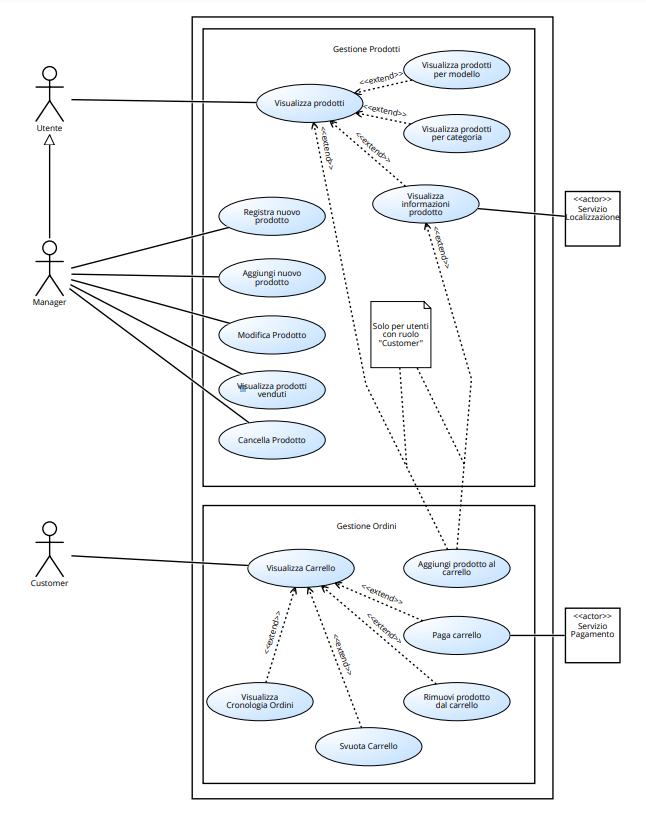 Gestione Prodotti
Visualizza prodotti
per modello
<<extend>>
Visualizza prodotti
<<extend>>
Visualizza prodotti
per categoria
<<extend>>
<<extend>>
Utente
Visualizza
informazioni
prodotto
<<actor>>
Servizio
Localizzazione
Registra nuovo
prodotto
<<extend>>
Manager
Aggiungi nuovo
prodotto
Solo per utenti
con ruolo
"Customer"
Modifica Prodotto
Visualizza prodotti
venduti
Cancella Prodotto
Gestione Ordini
Customer
Visualizza Carrello
Aggiungi prodotto al
carrello
<<extend>>
<<actor>>
Servizio
Pagamento
Paga carrello
<<extend>>
<<extend>>
<<extend>>
Visualizza
Cronologia Ordini
Rimuovi prodotto
dal carrello
Svuota Carrello